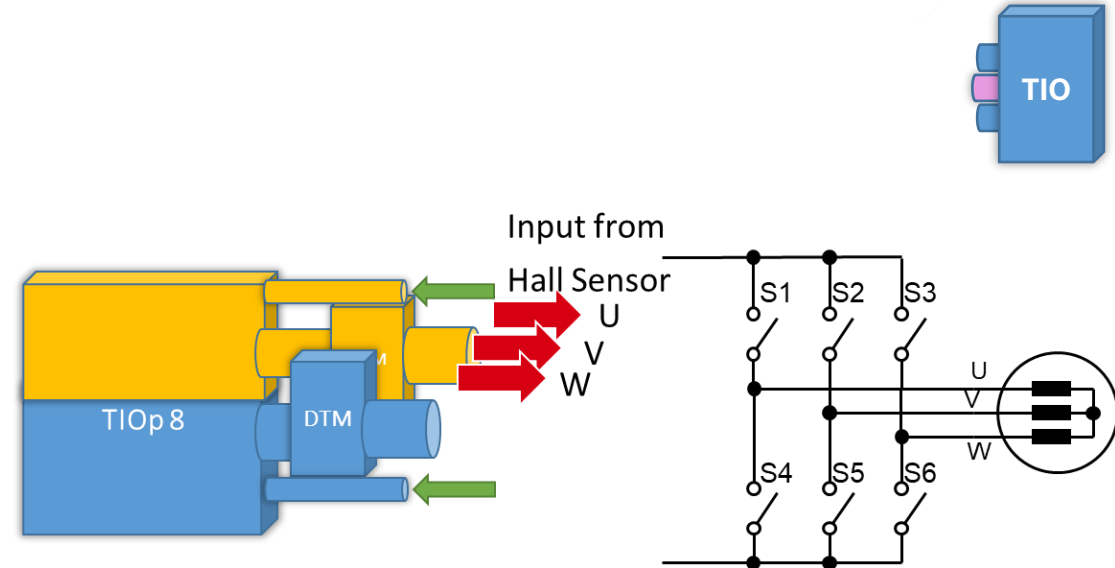 TIO
Input from
Hall Sensor
U
V
W
TIOp 8
DTM
S1 S2 S3
U
V
W
S4 S5 S6